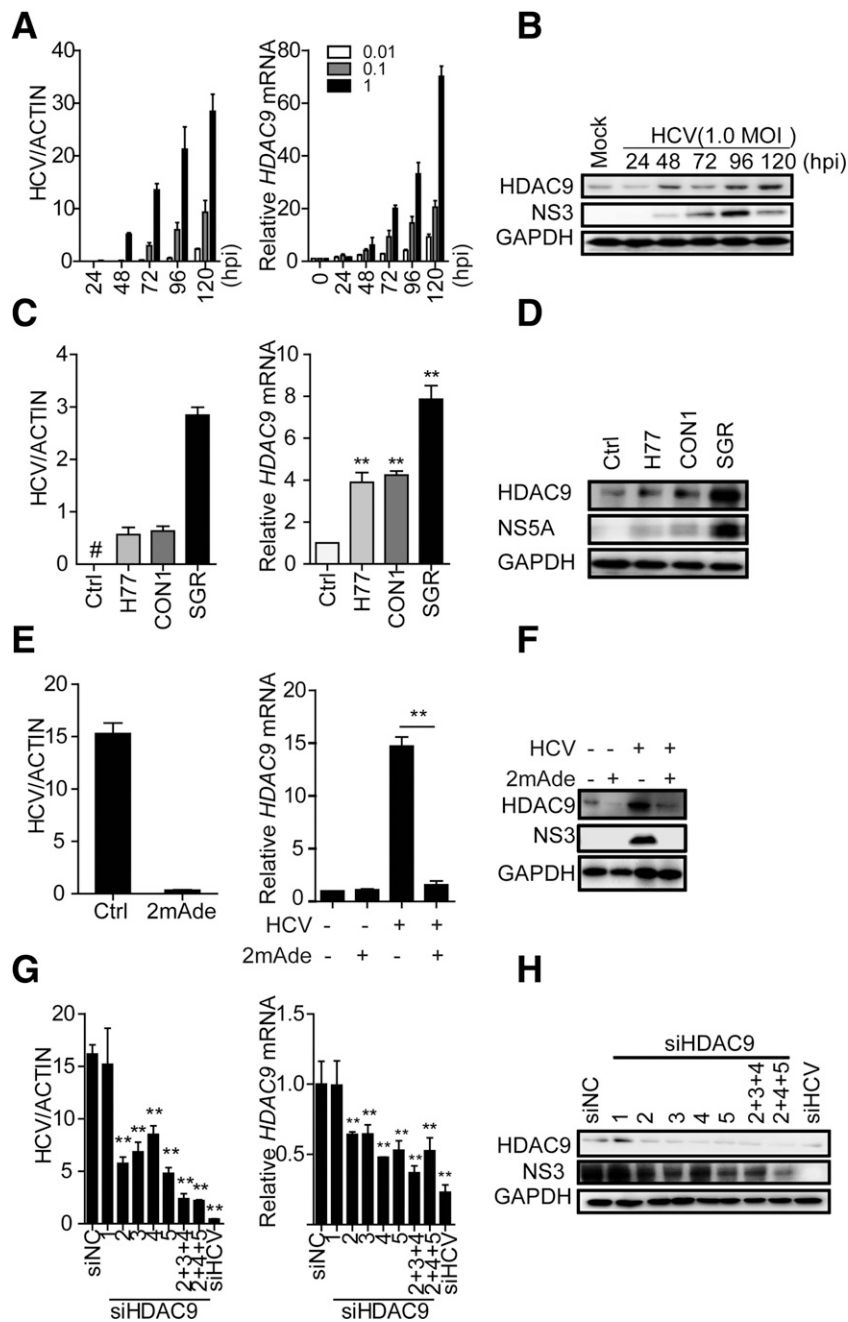 A
HCV/ACTIN
40
30
20
10
0
24
48
72
96
120
(hpi)
Relative HDAC9 mRNA
80
60
40
20
0
0.01
0.1
1
0
24
48
72
96
120
(hpi)
B
Mock
HCV(1.0 MOI )
24 48 72 96 120 (hpi)
HDAC9
NS3
GAPDH
C
HCV/ACTIN
4
3
2
1
0
#
Ctrl
H77
CON1
SGR
Relative HDAC9 mRNA
10
8
6
4
2
0
** ** **
Ctrl
H77
CON1
SGR
D
Ctrl
H77
CON1
SGR
HDAC9
NS5A
GAPDH
E
HCV/ACTIN
20
15
10
5
0
Ctrl 2mAde
Relative HDAC9 mRNA
20
15
10
5
0
**
HCV - - + +
2mAde - + - +
F
HCV - - + +
2mAde - + - +
HDAC9
NS3
GAPDH
G
HCV/ACTIN
20
15
10
5
0
** ** ** ** ** ** **
siNC
1
2
3
4
5
2+3+4
2+4+5
siHCV
siHDAC9
Relative HDAC9 mRNA
1.5
1.0
0.5
0
** ** ** ** ** ** **
siNC
1
2
3
4
5
2+3+4
2+4+5
siHCV
siHDAC9
H
siHDAC9
siNC
1
2
3
4
5
2+3+4
2+4+5
siHCV
HDAC9
NS3
GAPDH